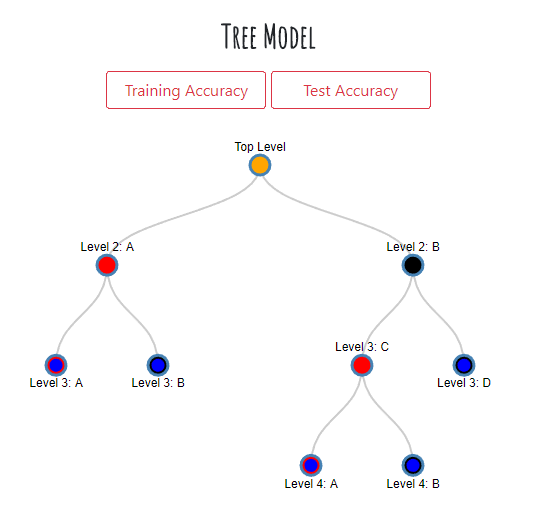 Tree Model
Training Accuracy
Test Accuracy
Top Level
Level 2: A
Level 2: B
Level 3: C
Level 3: A
Level 3: B
Level 3: D
Level 4: A
Level 4: B